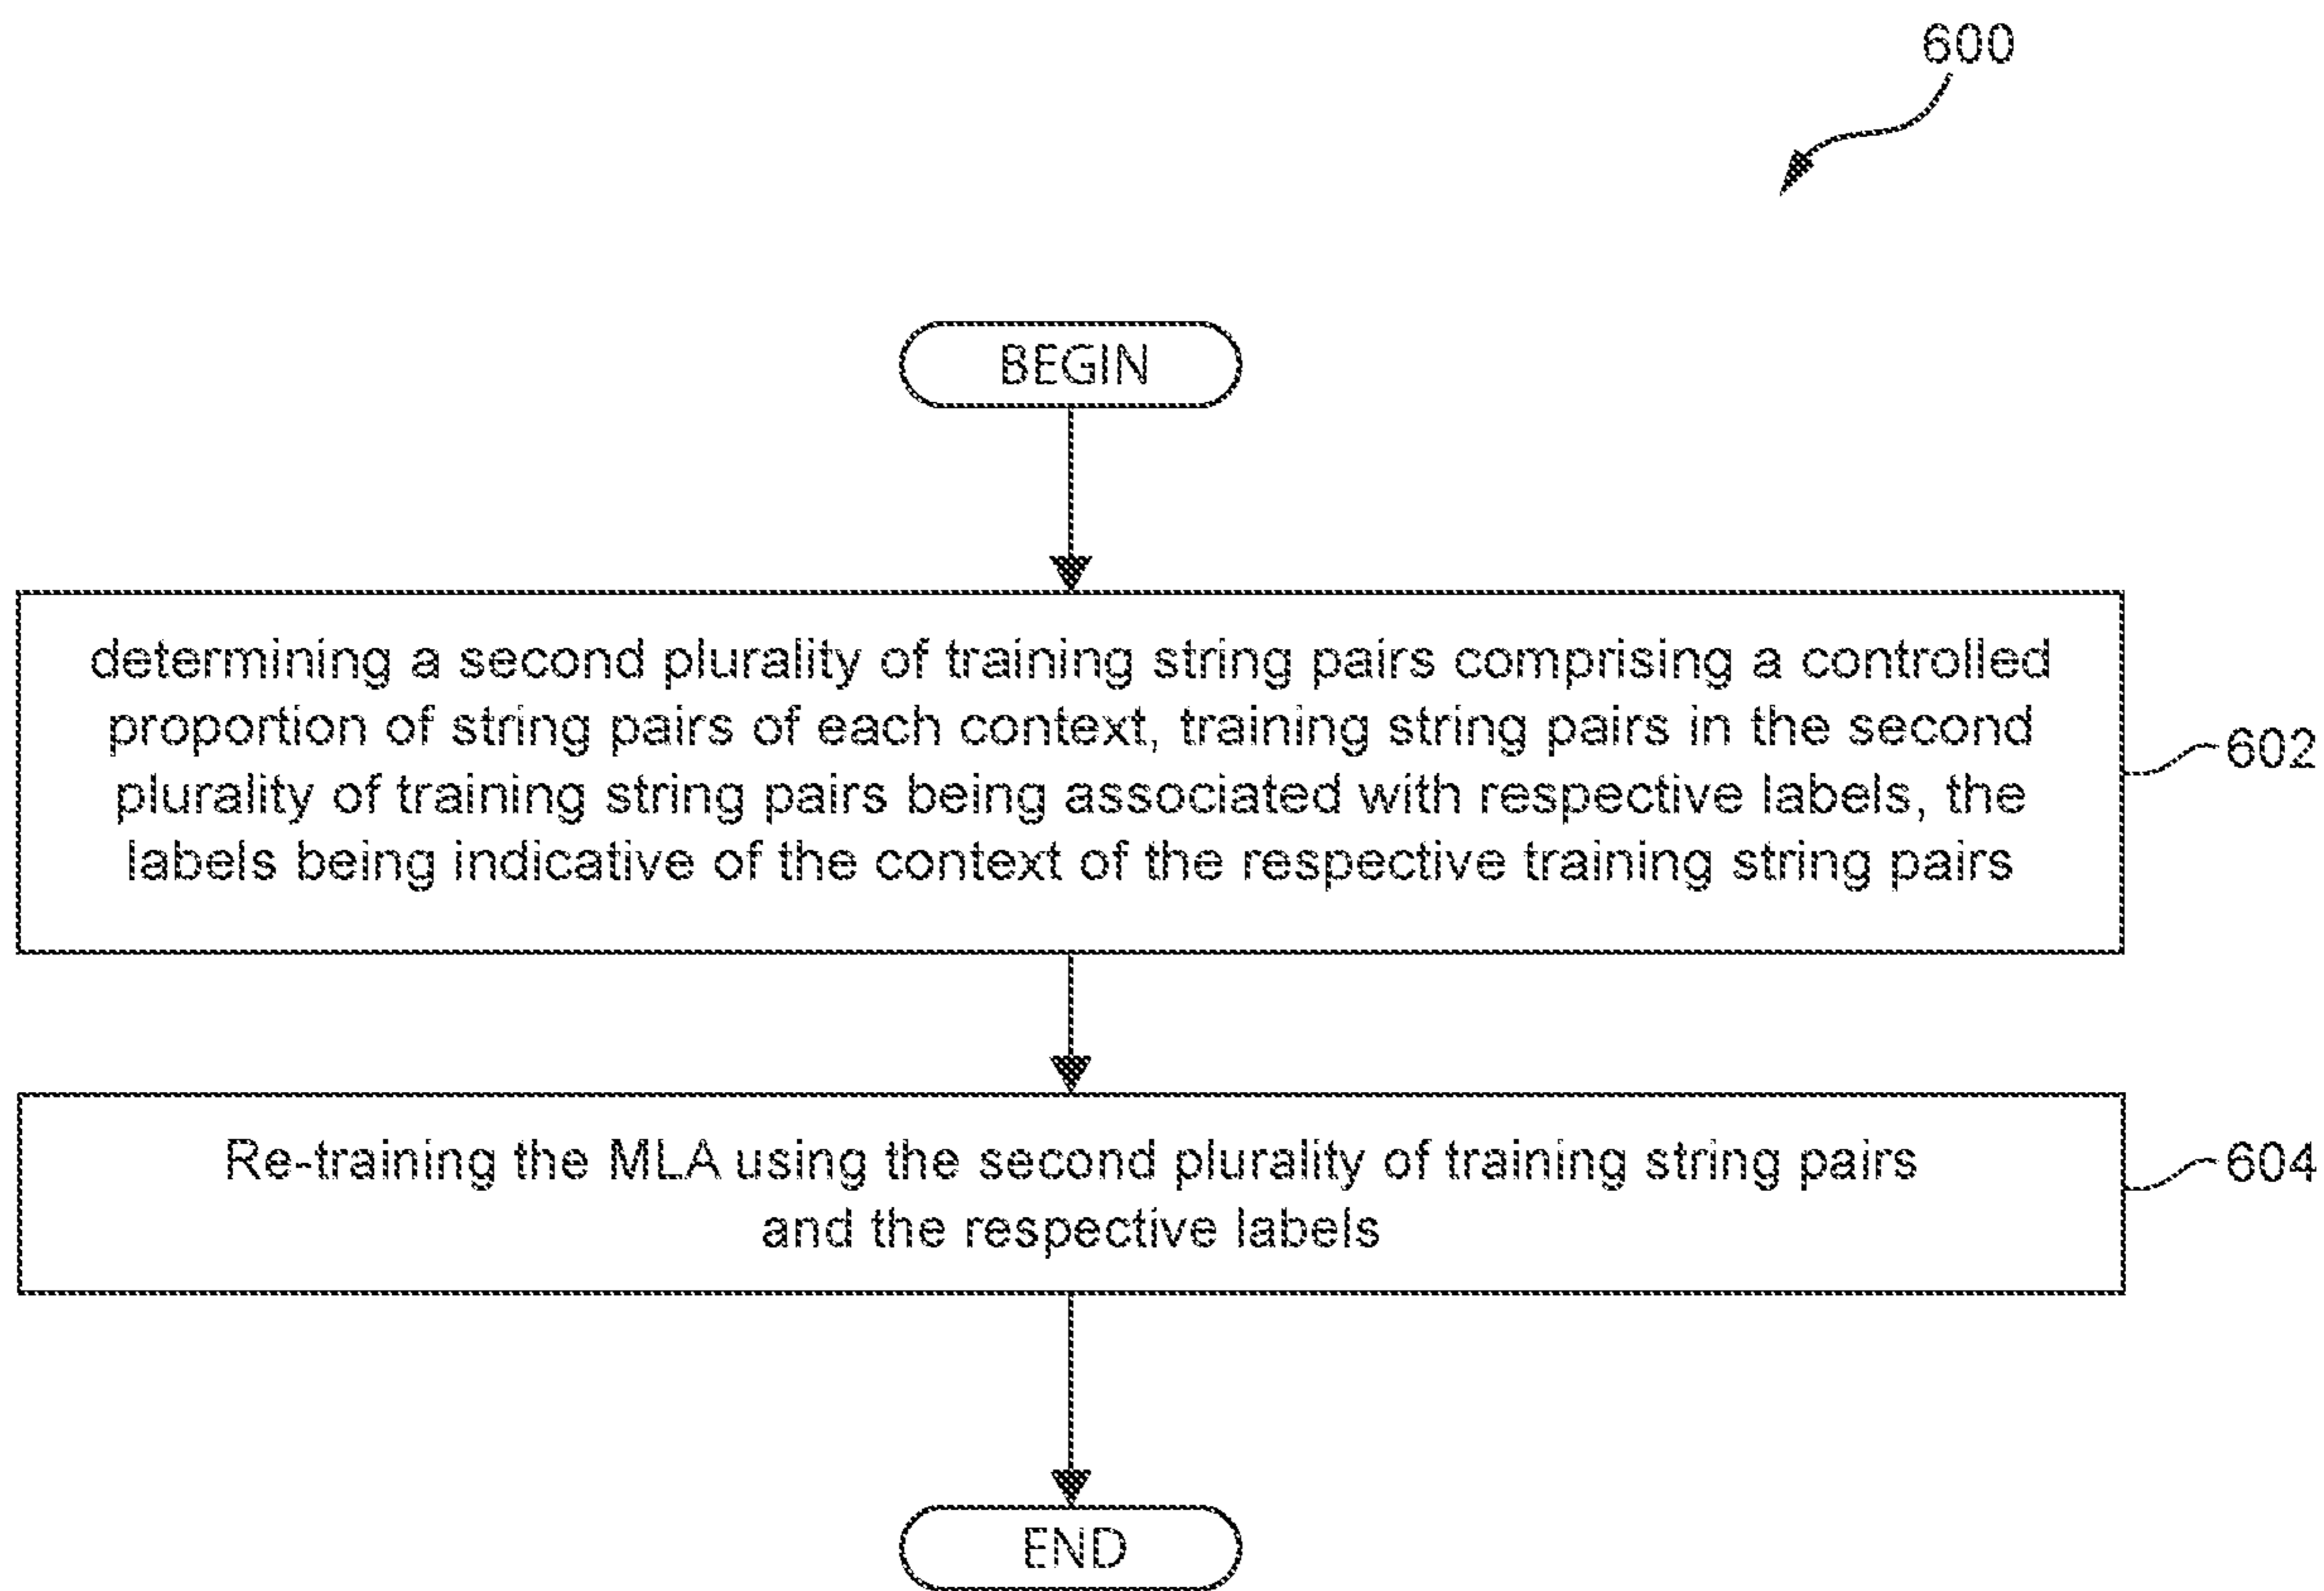 600
BEGIN
determining a second plurality of training string pairs comprising a controlled
proportion of string pairs of each context, training string pairs in the second
plurality of training string pairs being associated with respective labels, the
labels being indicative of the context of the respective training string pairs
602
Re-training the MLA using the second plurality of training string pairs
and the respective labels
604
END